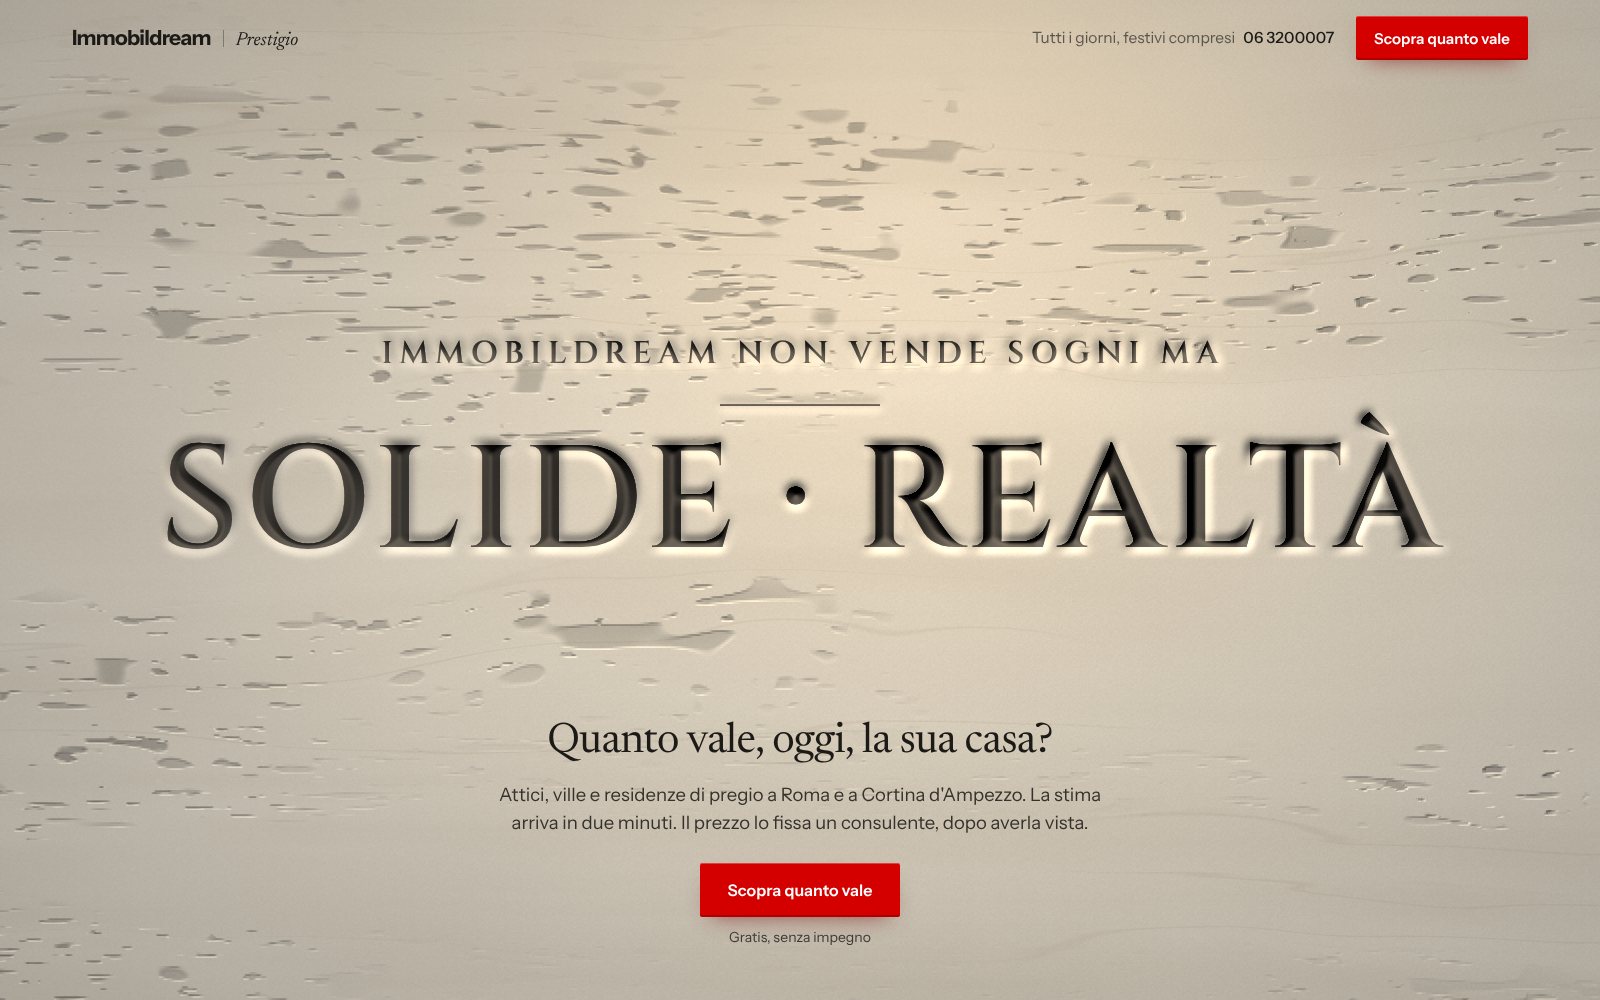 Immobildream | Prestigio
Tutti i giorni, festivi compresi 06 3200007
Scopra quanto vale
IMMOBILDREAM NON VENDE SOGNI MA
SOLIDE · REALTÀ
Quanto vale, oggi, la sua casa?
Attici, ville e residenze di pregio a Roma e a Cortina d'Ampezzo. La stima
arriva in due minuti. Il prezzo lo fissa un consulente, dopo averla vista.
Scopra quanto vale
Gratis, senza impegno